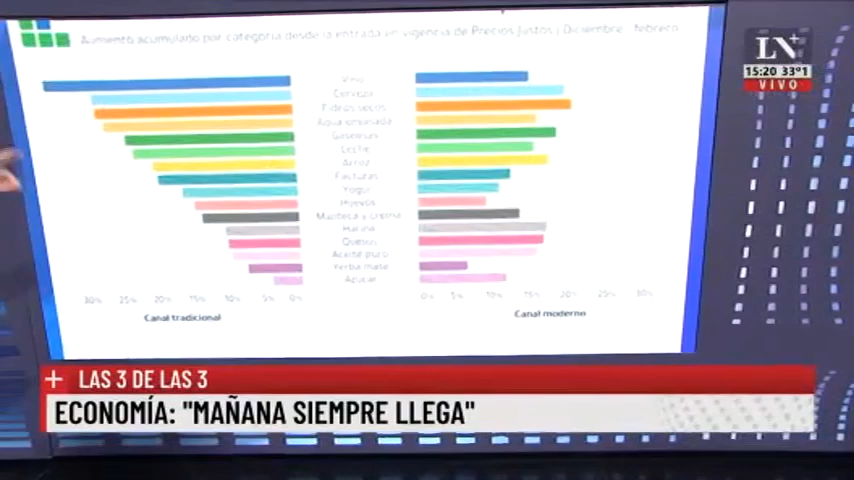 Aumento acumulado por categoría desde la entrada en vigencia de Precios Justos | Diciembre - febrero
LN+
15:20 33°1
VIVO
Vino
Cerveza
Fideos secos
Agua envasada
Gaseosas
Leche
Arroz
Facturas
Yogur
Huevos
Manteca y crema
Harina
Quesos
Aceite puro
Yerba mate
Azúcar
30% 25% 20% 15% 10% 5% 0%
0% 5% 10% 15% 20% 25% 30%
Canal tradicional
Canal moderno
+ LAS 3 DE LAS 3
ECONOMÍA: "MAÑANA SIEMPRE LLEGA"